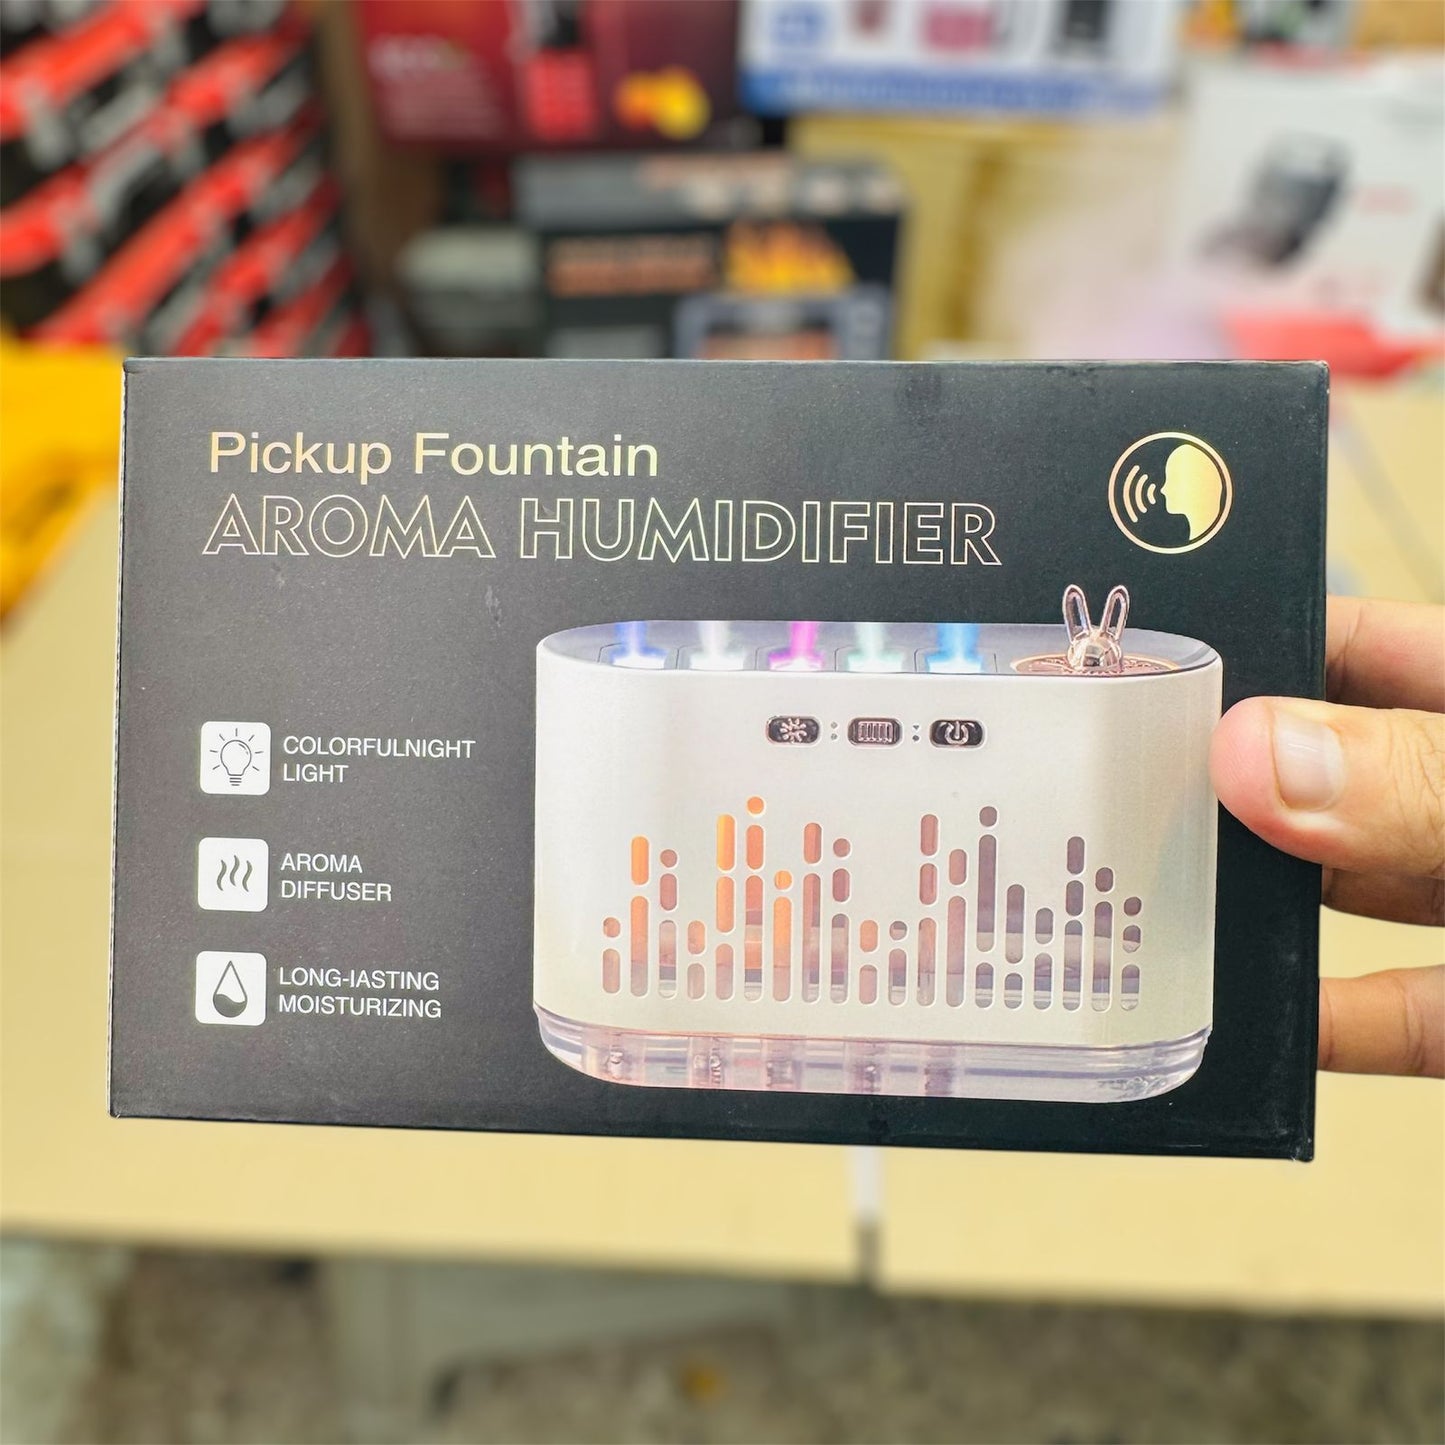 Pickup Fountain
AROMA HUMIDIFIER
COLORFULNIGHT
LIGHT
AROMA
DIFFUSER
LONG-IASTING
MOISTURIZING